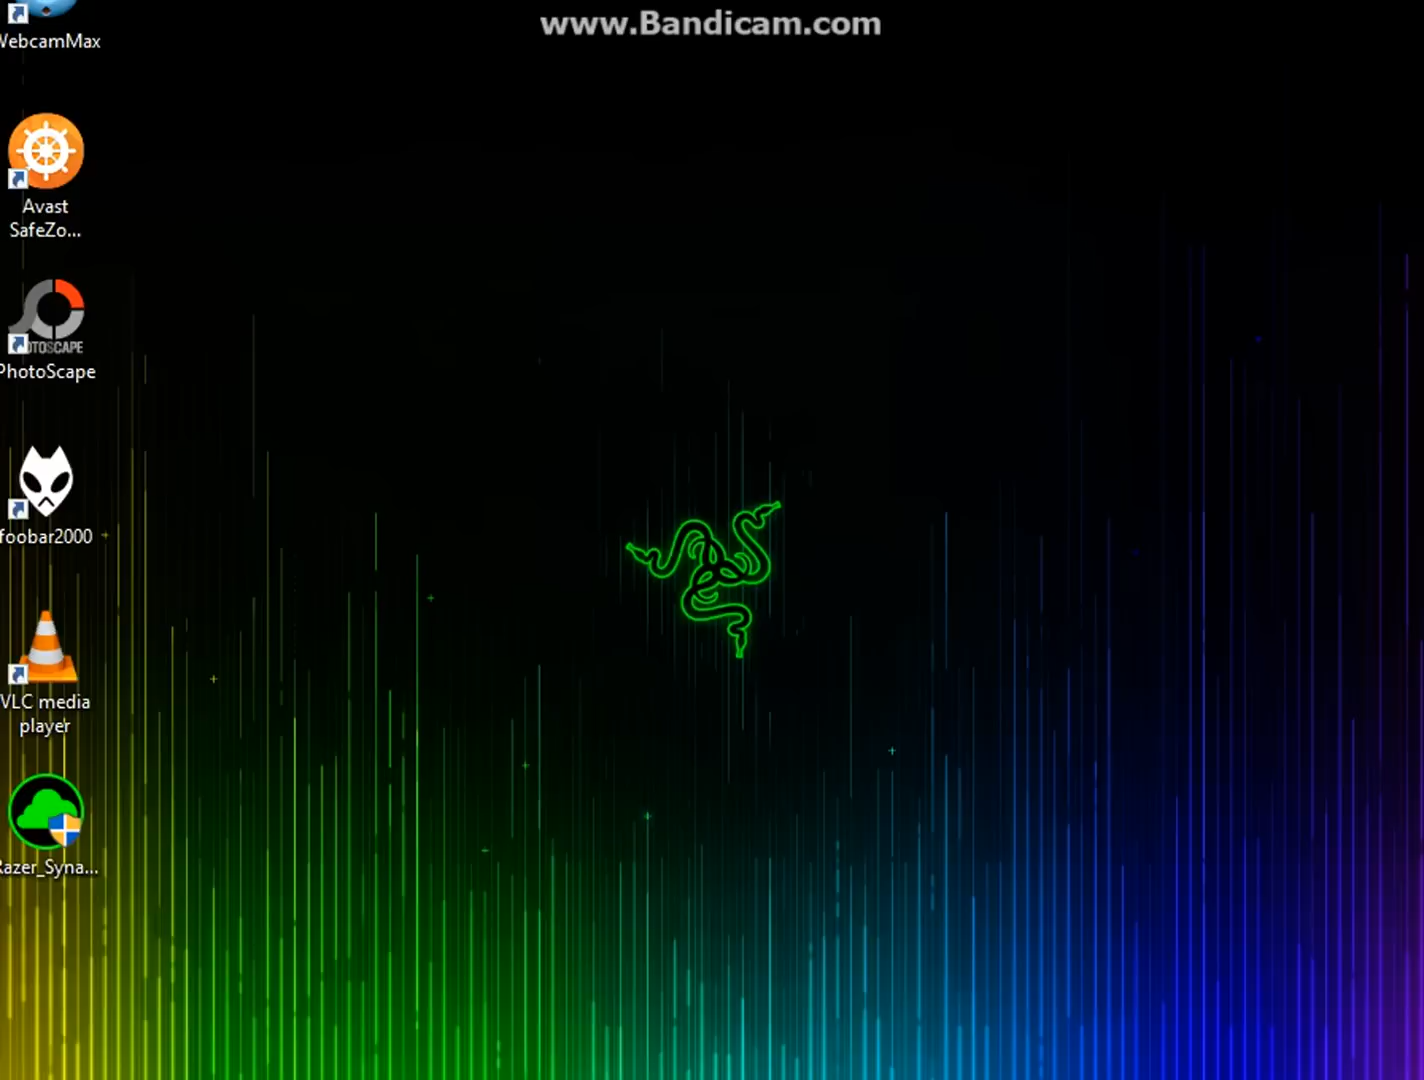 www.Bandicam.com
WebcamMax
Avast
SafeZo...
PhotoScape
foobar2000
VLC media
player
Razer_Syna...